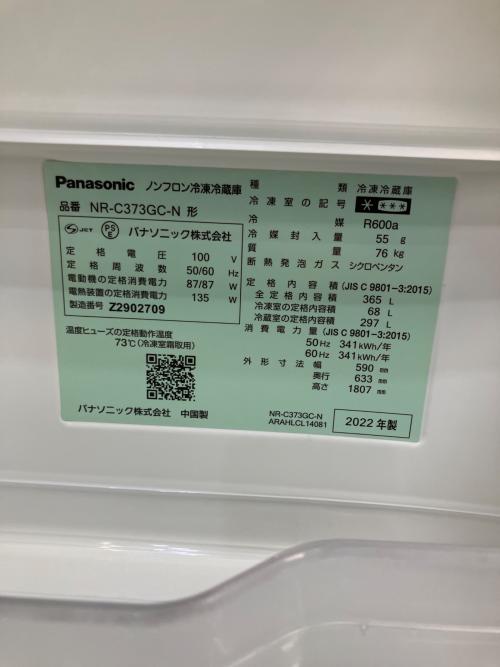 Panasonic ノンフロン冷凍冷蔵庫
品番 NR-C373GC-N 形
S JET PS E パナソニック株式会社
定格電圧 100 V
定格周波数 50/60 Hz
電動機の定格消費電力 87/87 W
電熱装置の定格消費電力 135 W
製造番号 Z2902709
温度ヒューズの定格動作温度
73℃(冷凍室霜取用)
パナソニック株式会社 中国製
種類 冷凍冷蔵庫
冷凍室の記号 * ***
冷媒 R600a
冷媒封入量 55 g
質量 76 kg
断熱発泡ガス シクロペンタン
定格内容積 (JIS C 9801-3:2015)
全定格内容積 365 L
冷凍室の定格内容積 68 L
冷蔵室の定格内容積 297 L
消費電力量 (JIS C 9801-3:2015)
50Hz 341 kWh/年
60Hz 341 kWh/年
外形寸法 幅 590 mm
奥行 633 mm
高さ 1807 mm
NR-C373GC-N
ARAHLCL14081
2022 年製